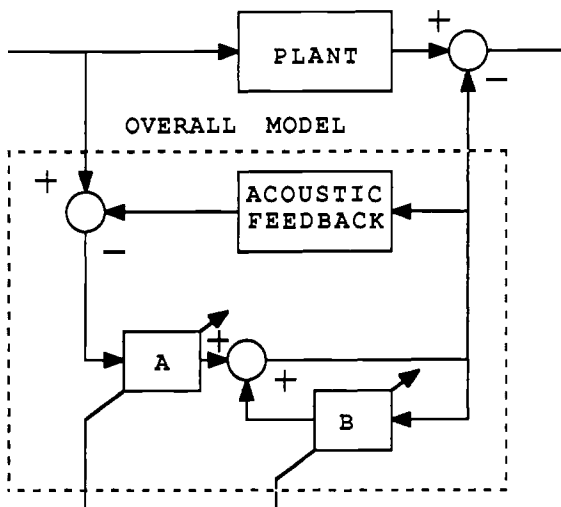 +
PLANT
−
OVERALL MODEL
+
ACOUSTIC
FEEDBACK
−
A
+
+
B